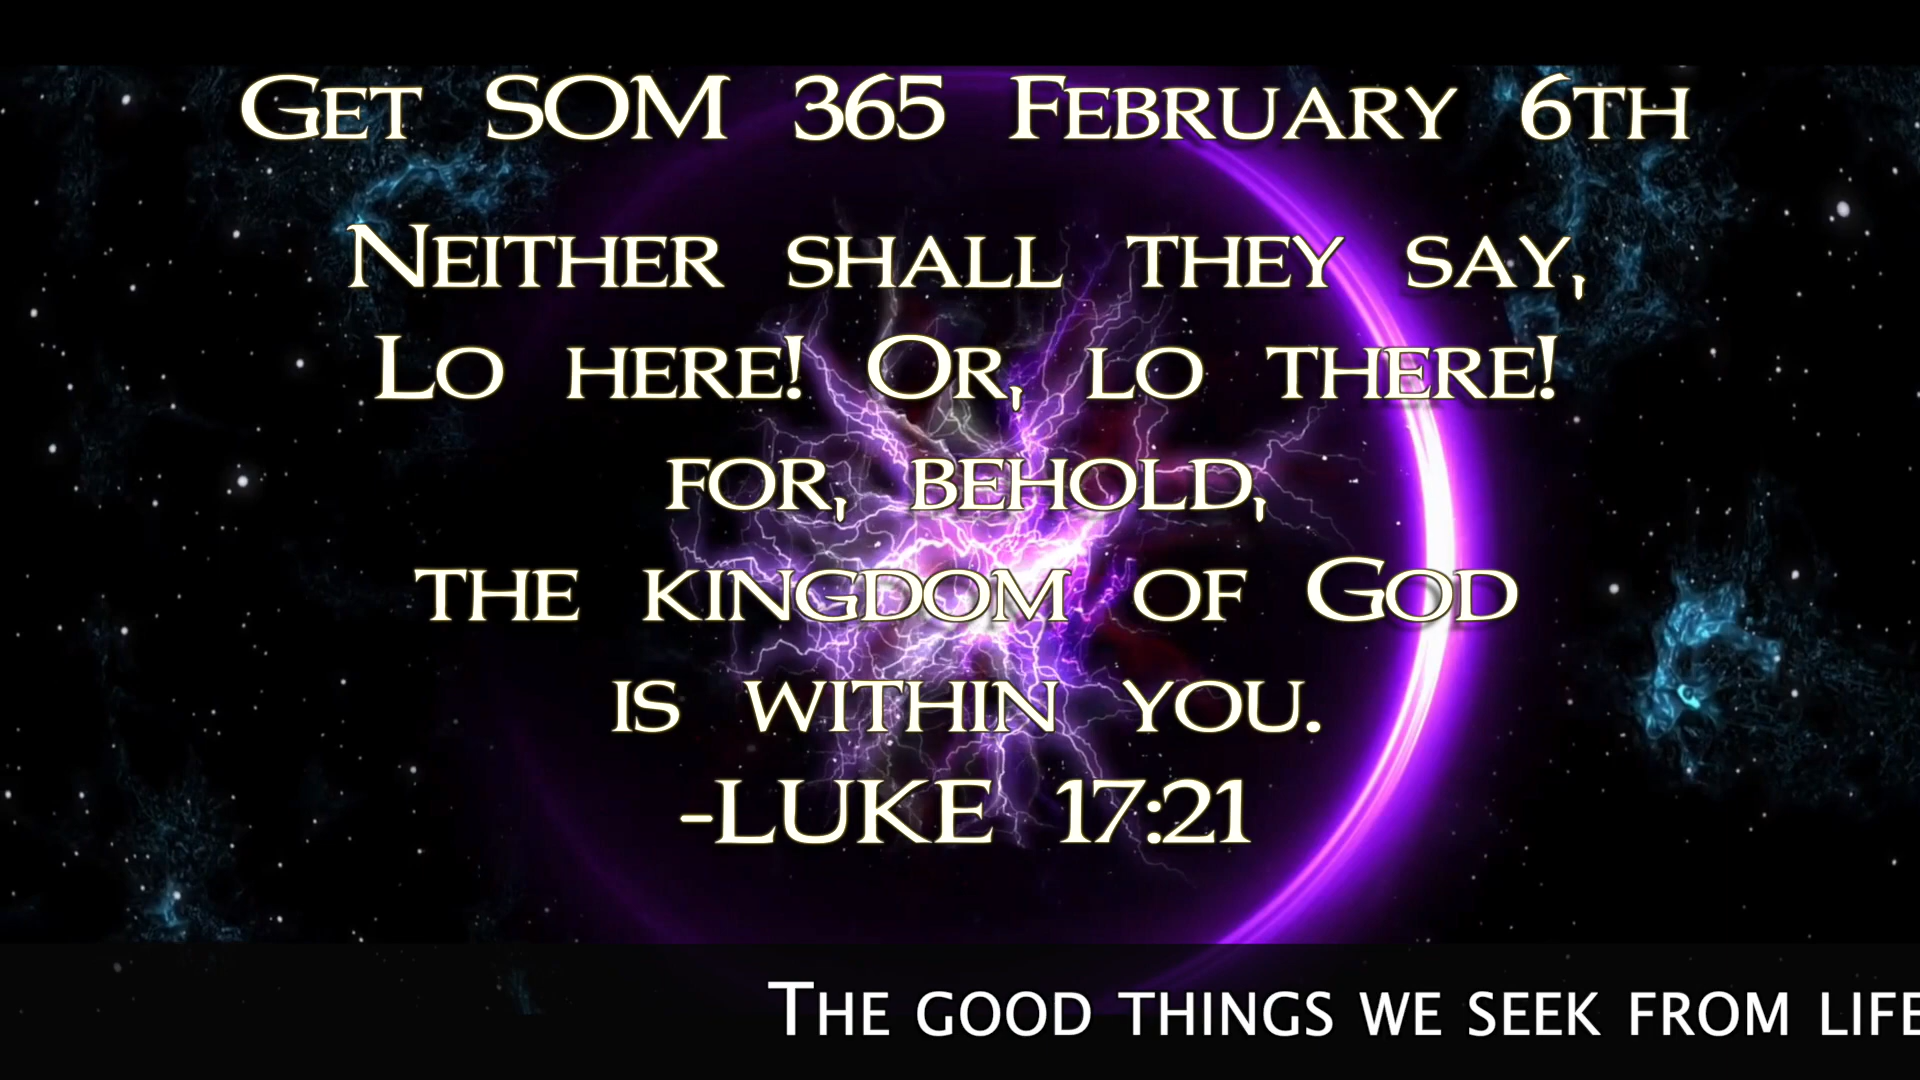 Get SOM 365 February 6th
Neither shall they say,
Lo here! Or, lo there!
for, behold,
the kingdom of God
is within you.
-LUKE 17:21
The good things we seek from life